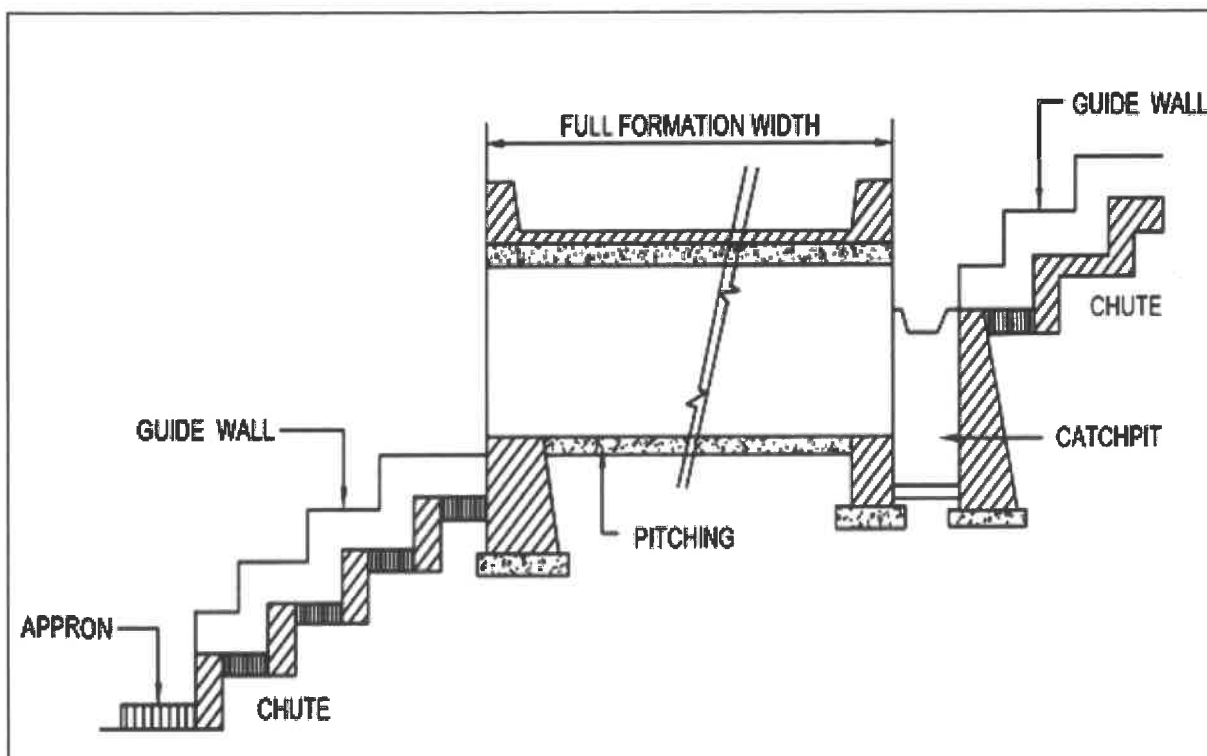 GUIDE WALL
FULL FORMATION WIDTH
CHUTE
GUIDE WALL
CATCHPIT
PITCHING
APPRON
CHUTE